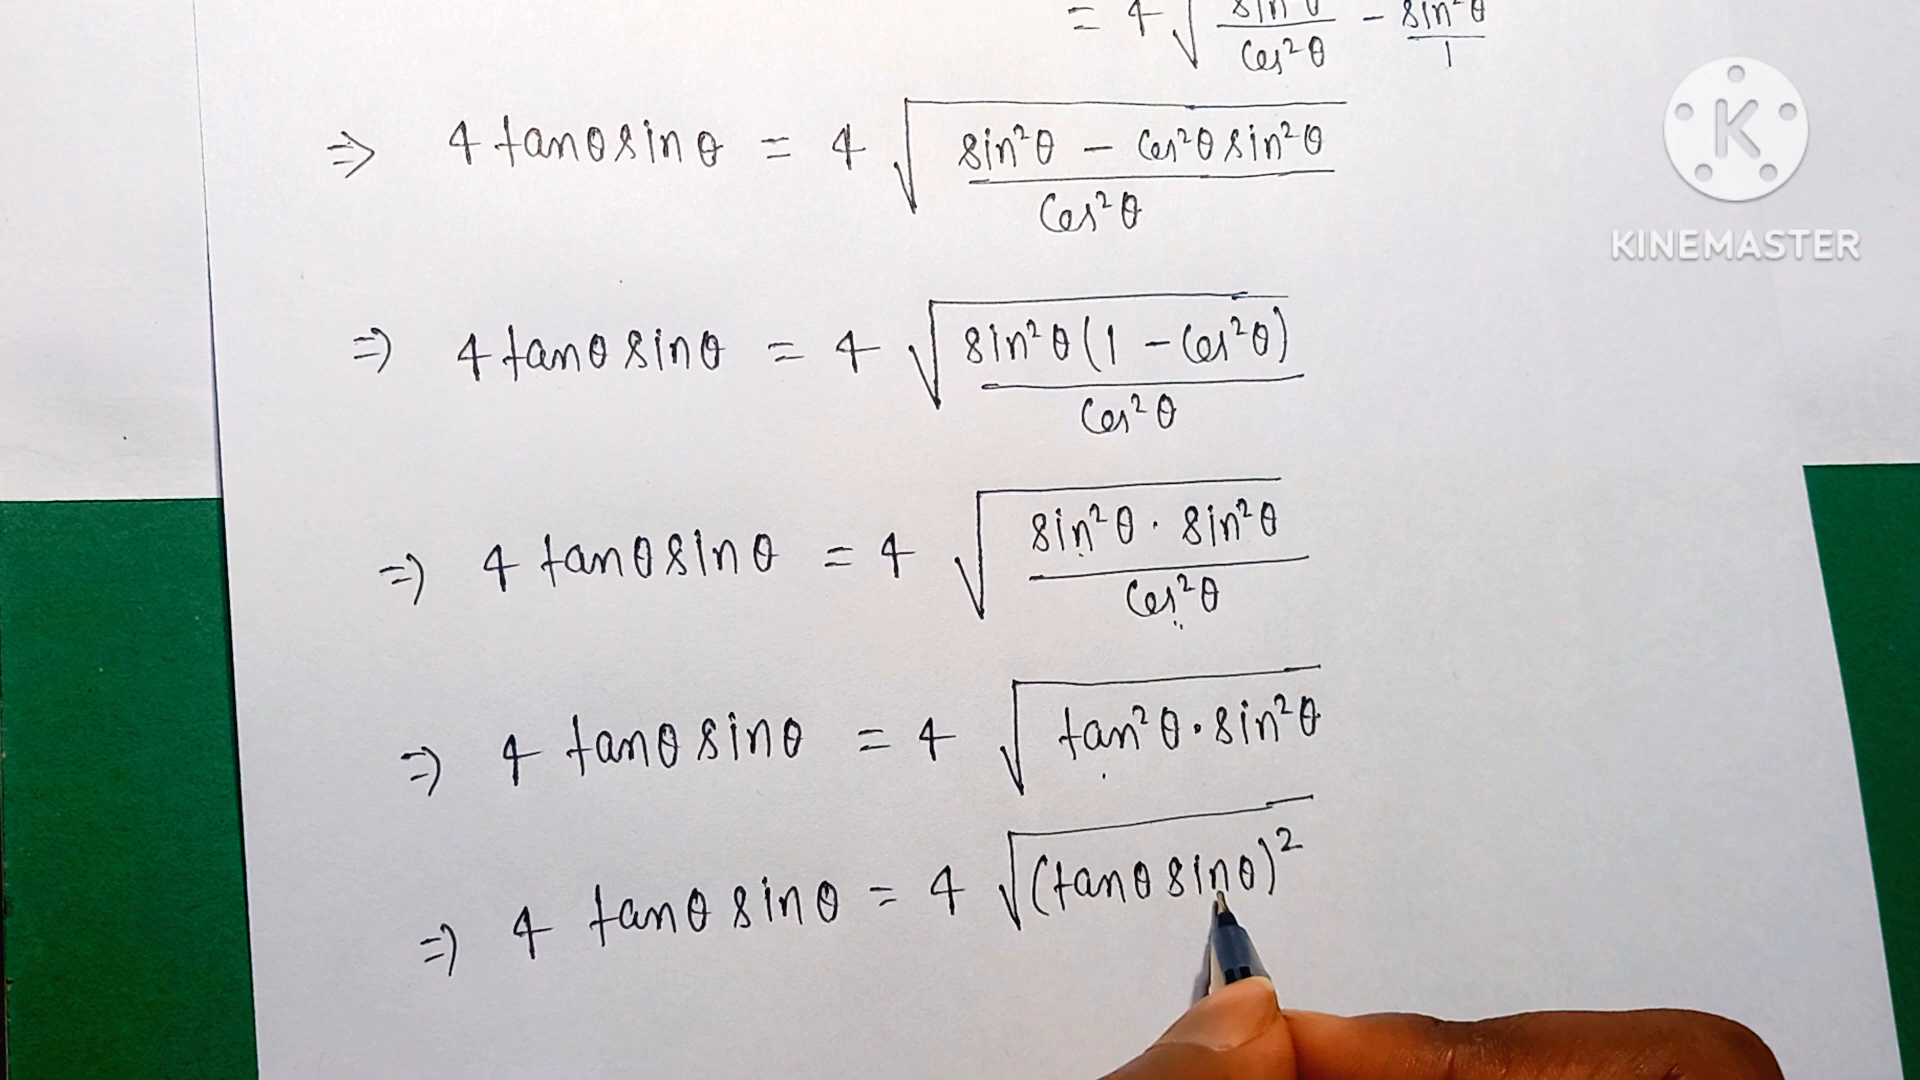 = 4√(sin²θ/cos²θ - sin²θ/1)
⇒ 4 tanθ sinθ = 4√((sin²θ - cos²θ sin²θ)/cos²θ)
KINEMASTER
⇒ 4 tanθ sinθ = 4√(sin²θ(1 - cos²θ)/cos²θ)
⇒ 4 tanθ sinθ = 4√(sin²θ · sin²θ/cos²θ)
⇒ 4 tanθ sinθ = 4√(tan²θ · sin²θ)
⇒ 4 tanθ sinθ = 4√((tanθ sinθ)²)